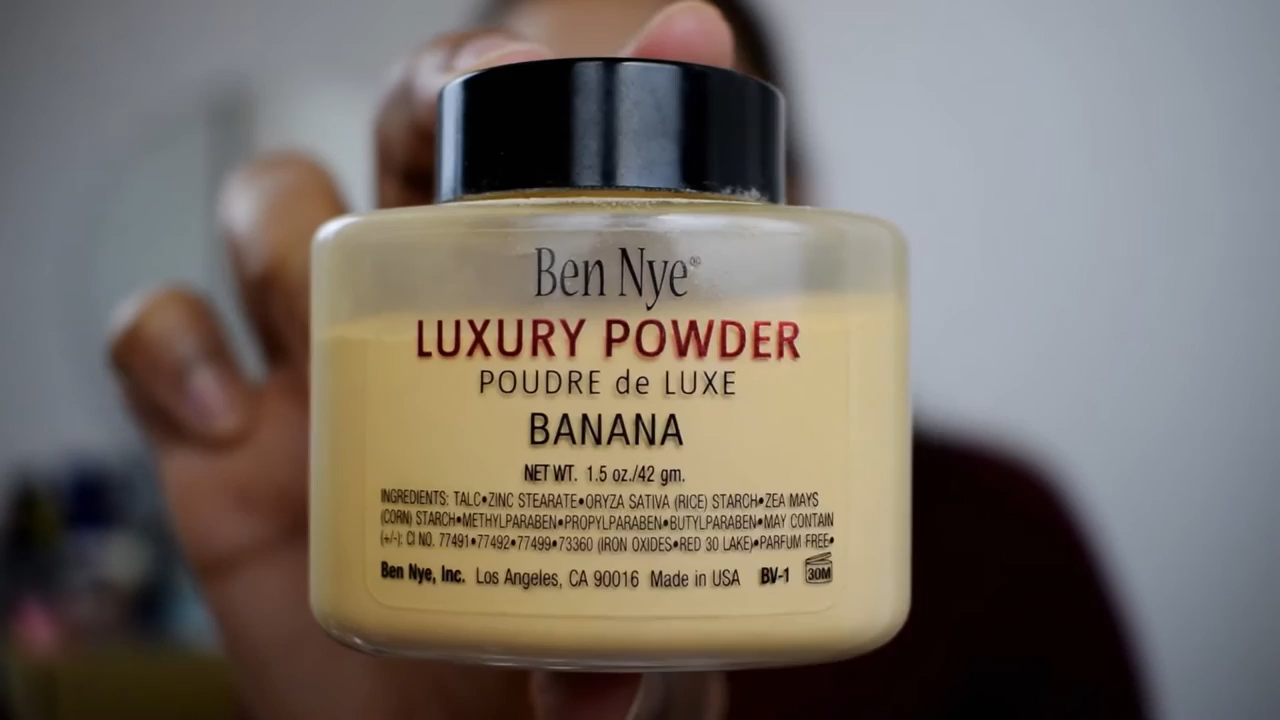 Ben Nye®
LUXURY POWDER
POUDRE de LUXE
BANANA
NET WT. 1.5 oz./42 gm.
INGREDIENTS: TALC•ZINC STEARATE•ORYZA SATIVA (RICE) STARCH•ZEA MAYS
(CORN) STARCH•METHYLPARABEN•PROPYLPARABEN•BUTYLPARABEN•MAY CONTAIN
(+/-): CI NO. 77491•77492•77499•73360 (IRON OXIDES•RED 30 LAKE)•PARFUM FREE•
Ben Nye, Inc. Los Angeles, CA 90016 Made in USA BV-1 30M